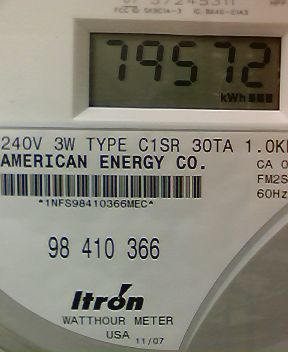 79572
kWh
240V 3W TYPE C1SR 30TA 1.0K
AMERICAN ENERGY CO.
CA 0
FM2S
60Hz
*1NFS98410366MEC*
98 410 366
Itron
WATTHOUR METER
USA 11/07